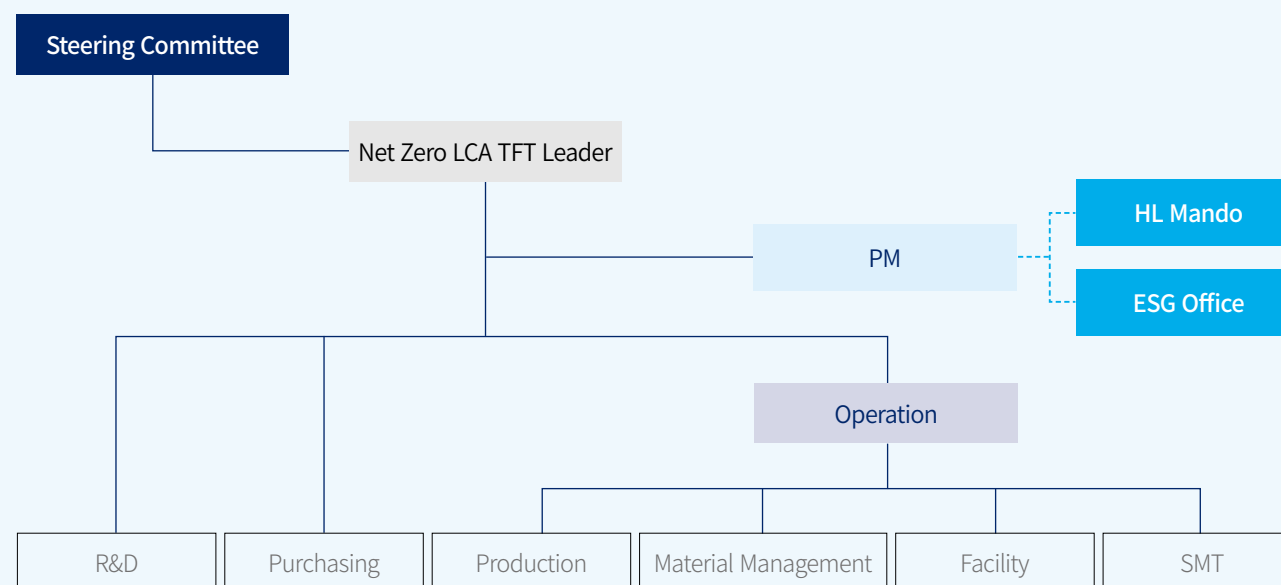 Steering Committee
Net Zero LCA TFT Leader
HL Mando
PM
ESG Office
Operation
R&D
Purchasing
Production
Material Management
Facility
SMT